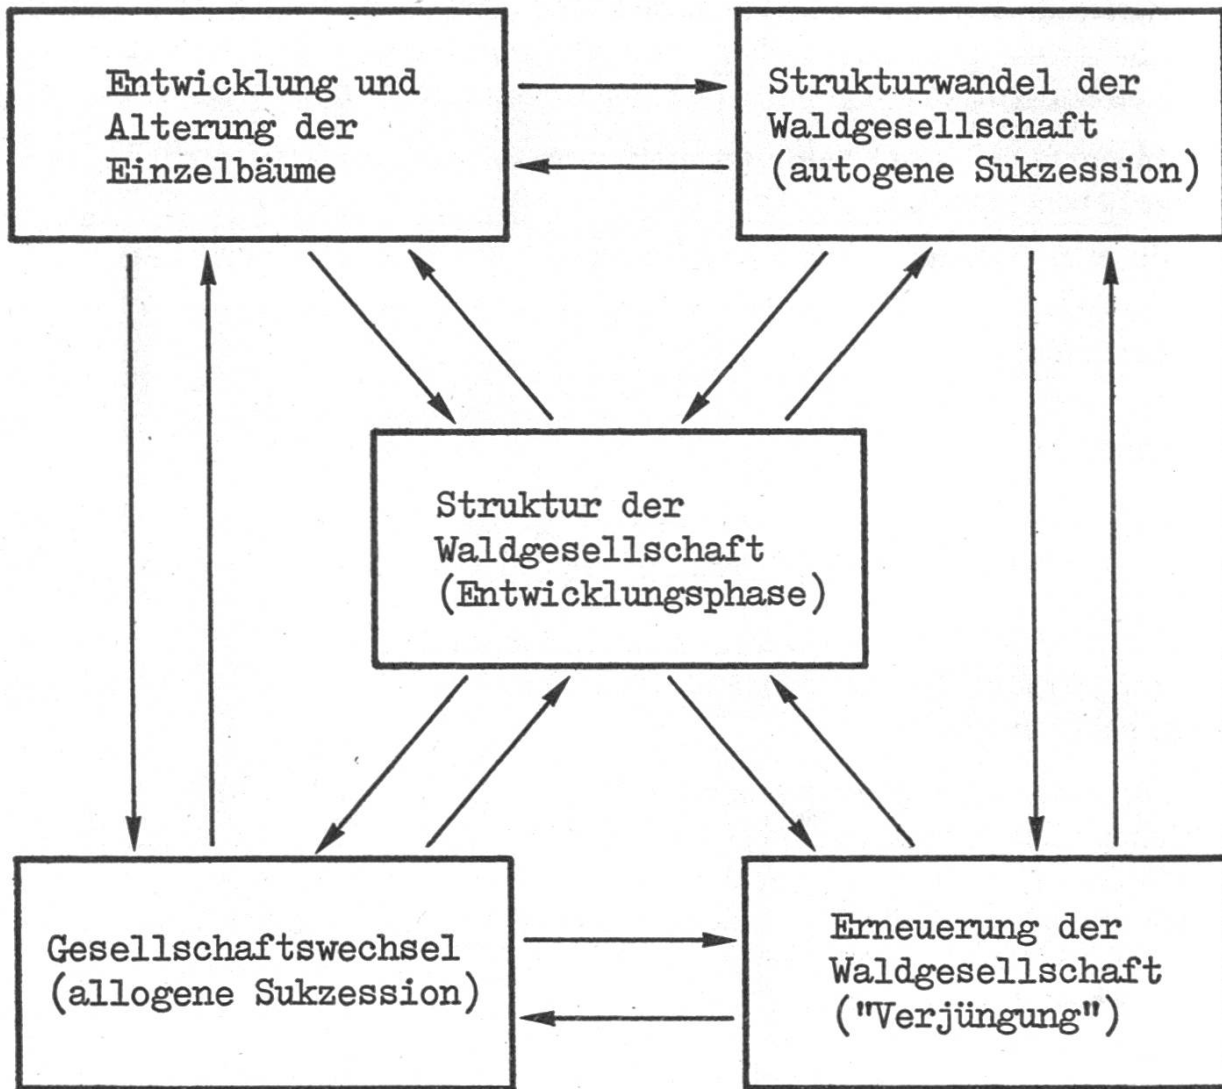 Entwicklung und
Alterung der
Einzelbäume
Strukturwandel der
Waldgesellschaft
(autogene Sukzession)
Struktur der
Waldgesellschaft
(Entwicklungsphase)
Gesellschaftswechsel
(allogene Sukzession)
Erneuerung der
Waldgesellschaft
("Verjüngung")